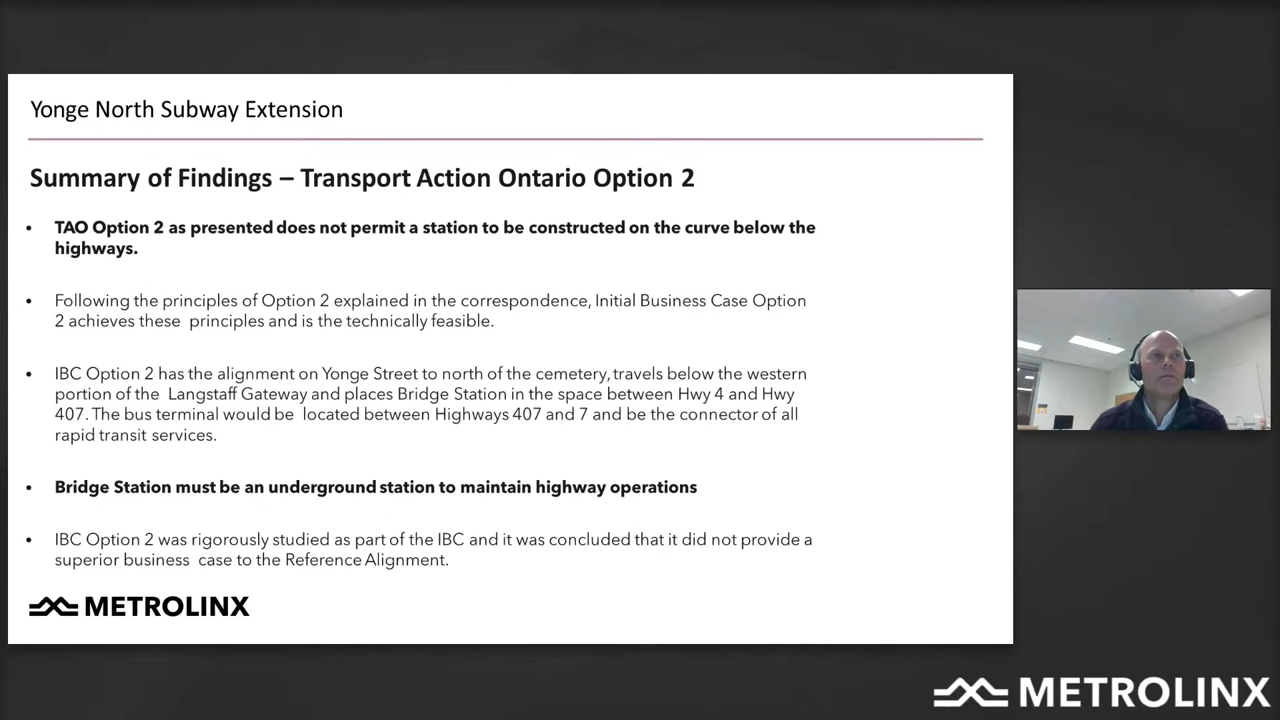 Yonge North Subway Extension
Summary of Findings – Transport Action Ontario Option 2
• TAO Option 2 as presented does not permit a station to be constructed on the curve below the
highways.
• Following the principles of Option 2 explained in the correspondence, Initial Business Case Option
2 achieves these principles and is the technically feasible.
• IBC Option 2 has the alignment on Yonge Street to north of the cemetery, travels below the western
portion of the Langstaff Gateway and places Bridge Station in the space between Hwy 4 and Hwy
407. The bus terminal would be located between Highways 407 and 7 and be the connector of all
rapid transit services.
• Bridge Station must be an underground station to maintain highway operations
• IBC Option 2 was rigorously studied as part of the IBC and it was concluded that it did not provide a
superior business case to the Reference Alignment.
METROLINX
METROLINX